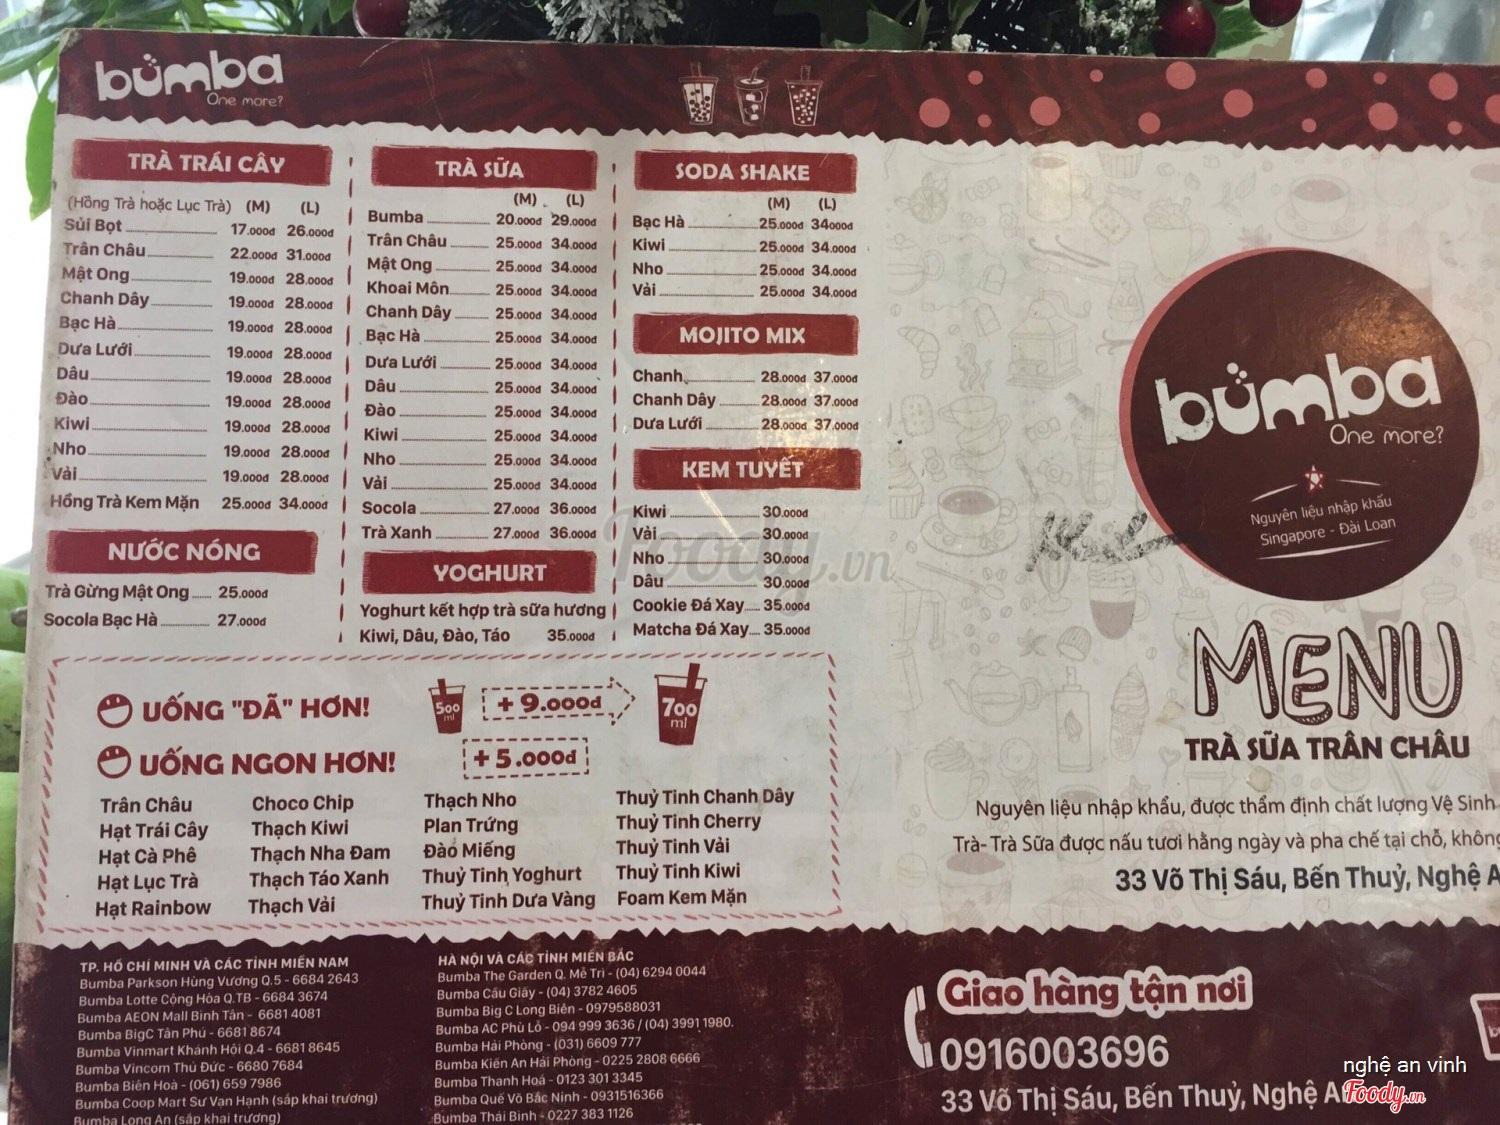 bumba
One more?
TRÀ TRÁI CÂY
(Hồng Trà hoặc Lục Trà) (M) (L)
Sủi Bọt 17.000đ 26.000đ
Trân Châu 22.000đ 31.000đ
Mật Ong 19.000đ 28.000đ
Chanh Dây 19.000đ 28.000đ
Bạc Hà 19.000đ 28.000đ
Dưa Lưới 19.000đ 28.000đ
Dâu 19.000đ 28.000đ
Đào 19.000đ 28.000đ
Kiwi 19.000đ 28.000đ
Nho 19.000đ 28.000đ
Vải 19.000đ 28.000đ
Hồng Trà Kem Mặn 25.000đ 34.000đ
NƯỚC NÓNG
Trà Gừng Mật Ong 25.000đ
Socola Bạc Hà 27.000đ
TRÀ SỮA
(M) (L)
Bumba 20.000đ 29.000đ
Trân Châu 25.000đ 34.000đ
Mật Ong 25.000đ 34.000đ
Khoai Môn 25.000đ 34.000đ
Chanh Dây 25.000đ 34.000đ
Bạc Hà 25.000đ 34.000đ
Dưa Lưới 25.000đ 34.000đ
Dâu 25.000đ 34.000đ
Đào 25.000đ 34.000đ
Kiwi 25.000đ 34.000đ
Nho 25.000đ 34.000đ
Vải 25.000đ 34.000đ
Socola 27.000đ 36.000đ
Trà Xanh 27.000đ 36.000đ
YOGHURT
Yoghurt kết hợp trà sữa hương
Kiwi, Dâu, Đào, Táo 35.000đ
SODA SHAKE
(M) (L)
Bạc Hà 25.000đ 34000đ
Kiwi 25.000đ 34.000đ
Nho 25.000đ 34.000đ
Vải 25.000đ 34.000đ
MOJITO MIX
Chanh 28.000đ 37.000đ
Chanh Dây 28.000đ 37.000đ
Dưa Lưới 28.000đ 37.000đ
KEM TUYẾT
Kiwi 30.000đ
Vải 30.000đ
Nho 30.000đ
Dâu 30.000đ
Cookie Đá Xay 35.000đ
Matcha Đá Xay 35.000đ
Foody.vn
UỐNG "ĐÃ" HƠN! 500 ml + 9.000đ 700 ml
UỐNG NGON HƠN! + 5.000đ
Trân Châu
Hạt Trái Cây
Hạt Cà Phê
Hạt Lục Trà
Hạt Rainbow
Choco Chip
Thạch Kiwi
Thạch Nha Đam
Thạch Táo Xanh
Thạch Vải
Thạch Nho
Plan Trứng
Đào Miếng
Thuỷ Tinh Yoghurt
Thuỷ Tinh Dưa Vàng
Thuỷ Tinh Chanh Dây
Thuỷ Tinh Cherry
Thuỷ Tinh Vải
Thuỷ Tinh Kiwi
Foam Kem Mặn
TP. HỒ CHÍ MINH VÀ CÁC TỈNH MIỀN NAM
Bumba Parkson Hùng Vương Q.5 - 6684 2643
Bumba Lotte Cộng Hòa Q.TB - 6684 3674
Bumba AEON Mall Bình Tân - 6681 4081
Bumba BigC Tân Phú - 6681 8674
Bumba Vinmart Khánh Hội Q.4 - 6681 8645
Bumba Vincom Thủ Đức - 6680 7684
Bumba Biên Hoà - (061) 659 7986
Bumba Coop Mart Sư Vạn Hạnh (sắp khai trương)
Bumba Long An (sắp khai trương)
HÀ NỘI VÀ CÁC TỈNH MIỀN BẮC
Bumba The Garden Q. Mễ Trì - (04) 6294 0044
Bumba Cầu Giấy - (04) 3782 4605
Bumba Big C Long Biên - 0979588031
Bumba AC Phủ Lỗ - 094 999 3636 / (04) 3991 1980.
Bumba Hải Phòng - (031) 6609 777
Bumba Kiến An Hải Phòng - 0225 2808 6666
Bumba Thanh Hoá - 0123 301 3345
Bumba Quế Võ Bắc Ninh - 0931516366
Bumba Thái Bình - 0227 383 1126
bumba
One more?
Nguyên liệu nhập khẩu
Singapore - Đài Loan
MENU
TRÀ SỮA TRÂN CHÂU
Nguyên liệu nhập khẩu, được thẩm định chất lượng Vệ Sinh
Trà- Trà Sữa được nấu tươi hằng ngày và pha chế tại chỗ, không
33 Võ Thị Sáu, Bến Thuỷ, Nghệ A
Giao hàng tận nơi
0916003696
33 Võ Thị Sáu, Bến Thuỷ, Nghệ A
nghệ an vinh
Foody.vn